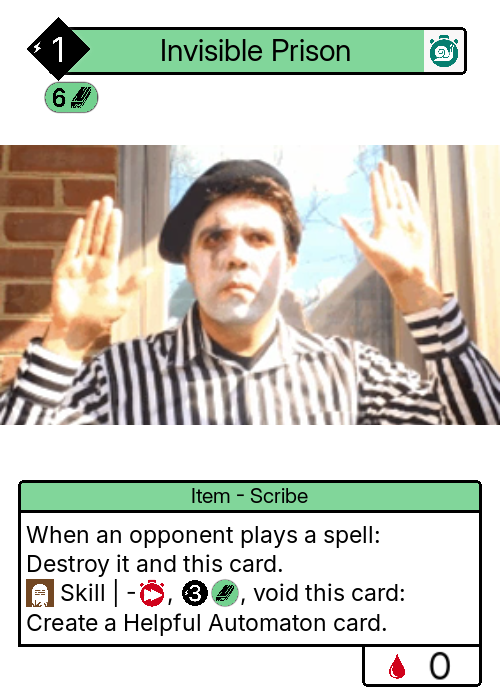 1
Invisible Prison
6
Item - Scribe
When an opponent plays a spell:
Destroy it and this card.
Skill | -, 3, void this card:
Create a Helpful Automaton card.
0